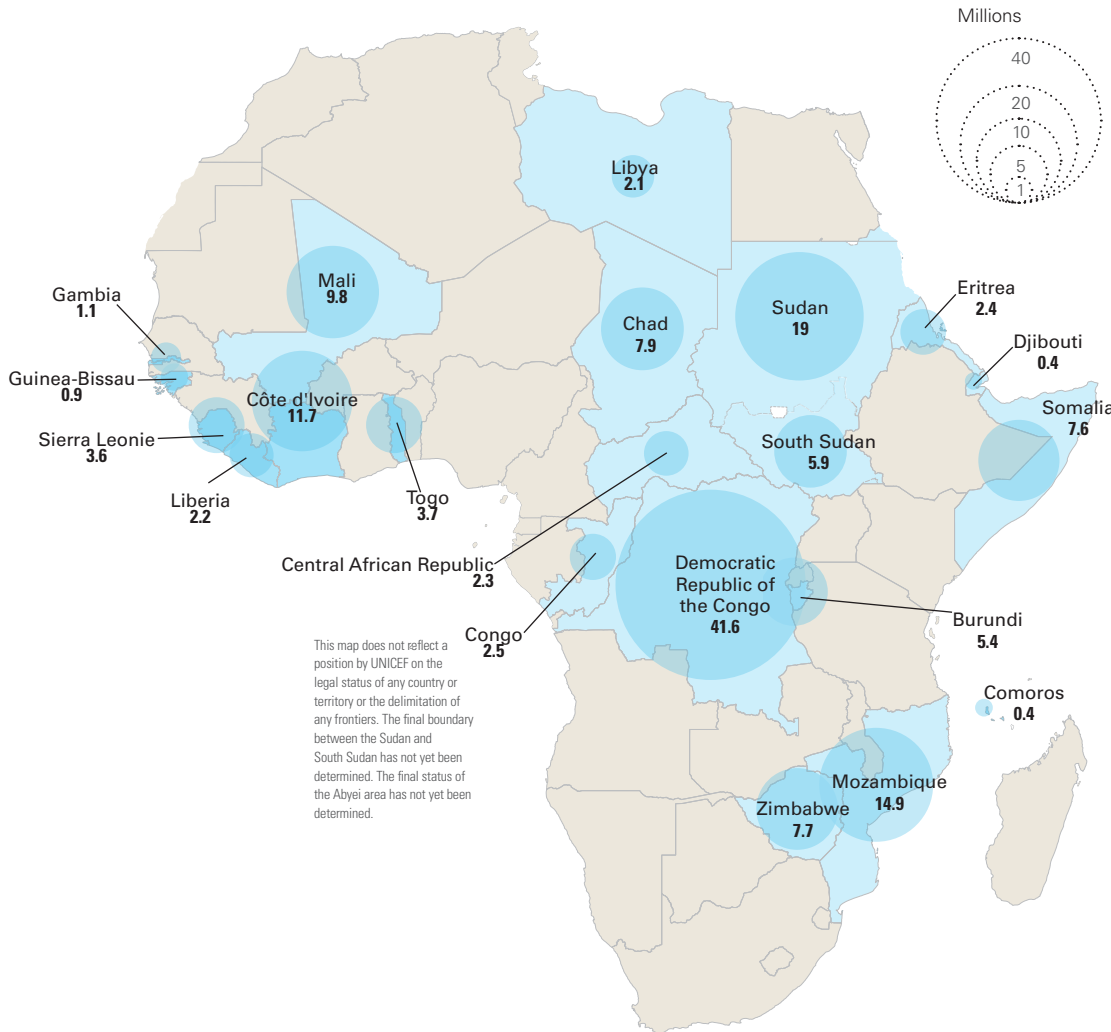 Millions
40
20
10
5
1
Libya
2.1
Mali
9.8
Gambia
1.1
Chad
7.9
Sudan
19
Eritrea
2.4
Djibouti
0.4
Guinea-Bissau
0.9
Côte d'Ivoire
11.7
Somalia
7.6
Sierra Leonie
3.6
South Sudan
5.9
Liberia
2.2
Togo
3.7
Central African Republic
2.3
Democratic
Republic of
the Congo
41.6
Congo
2.5
Burundi
5.4
This map does not reflect a
position by UNICEF on the
legal status of any country or
territory or the delimitation of
any frontiers. The final boundary
between the Sudan and
South Sudan has not yet been
determined. The final status of
the Abyei area has not yet been
determined.
Comoros
0.4
Mozambique
14.9
Zimbabwe
7.7